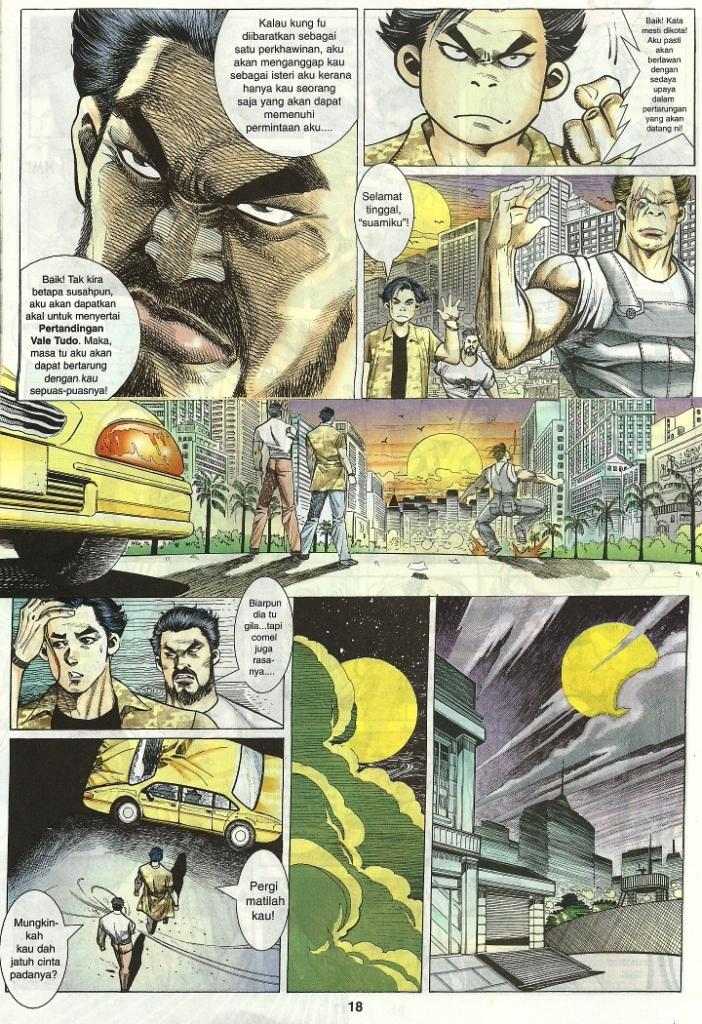 Kalau kung fu
diibaratkan sebagai
satu perkhawinan, aku
akan menganggap kau
sebagai isteri aku kerana
hanya kau seorang
saja yang akan dapat
memenuhi
permintaan aku....
Baik! Tak kira
betapa susahpun,
aku akan dapatkan
akal untuk menyertai
Pertandingan
Vale Tudo. Maka,
masa tu aku akan
dapat bertarung
dengan kau
sepuas-puasnya!
Baik! Kata
mesti dikota!
Aku pasti
akan
berlawan
dengan
sedaya
upaya
dalam
pertarungan
yang akan
datang ni!
Selamat
tinggal,
"suamiku"!
Biarpun
dia tu
gila...tapi
comel
juga
rasa-
nya....
Pergi
matilah
kau!
Mungkin-
kah
kau dah
jatuh cinta
padanya?
18